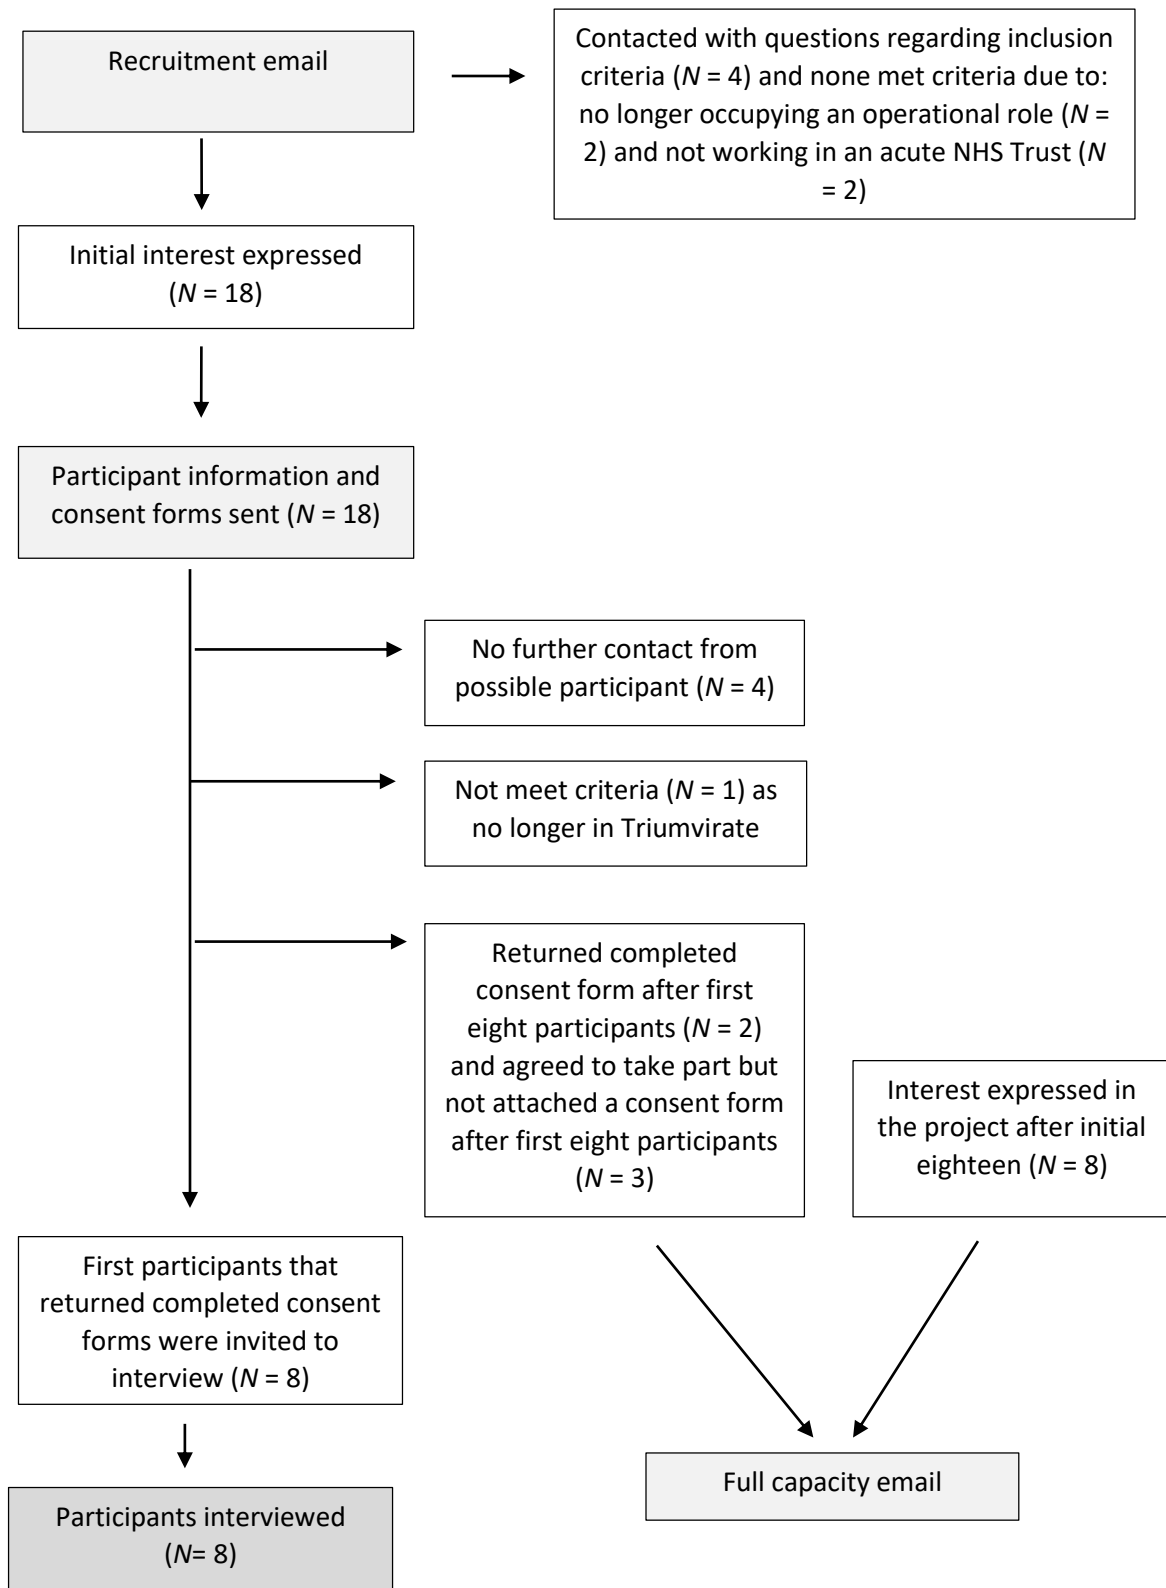 Recruitment email
Contacted with questions regarding inclusion
criteria (N = 4) and none met criteria due to:
no longer occupying an operational role (N =
2) and not working in an acute NHS Trust (N
= 2)
Initial interest expressed
(N = 18)
Participant information and
consent forms sent (N = 18)
No further contact from
possible participant (N = 4)
Not meet criteria (N = 1) as
no longer in Triumvirate
Returned completed
consent form after first
eight participants (N = 2)
and agreed to take part but
not attached a consent form
after first eight participants
(N = 3)
Interest expressed in
the project after initial
eighteen (N = 8)
First participants that
returned completed consent
forms were invited to
interview (N = 8)
Full capacity email
Participants interviewed
(N= 8)